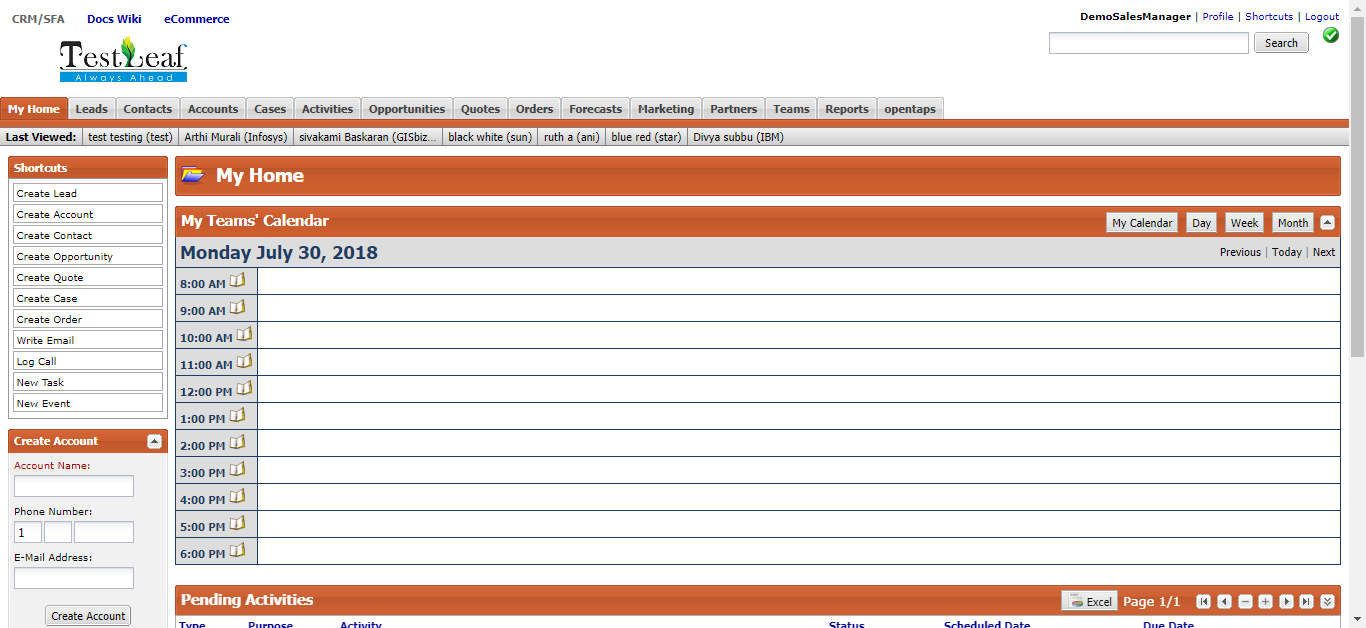 CRM/SFA Docs Wiki eCommerce
DemoSalesManager | Profile | Shortcuts | Logout
Search
TestLeaf
Always Ahead
My Home Leads Contacts Accounts Cases Activities Opportunities Quotes Orders Forecasts Marketing Partners Teams Reports opentaps
Last Viewed: test testing (test) Arthi Murali (Infosys) sivakami Baskaran (GISbiz... black white (sun) ruth a (ani) blue red (star) Divya subbu (IBM)
Shortcuts
Create Lead
Create Account
Create Contact
Create Opportunity
Create Quote
Create Case
Create Order
Write Email
Log Call
New Task
New Event
Create Account
Account Name:
Phone Number:
1
E-Mail Address:
Create Account
My Home
My Teams' Calendar My Calendar Day Week Month
Monday July 30, 2018 Previous | Today | Next
8:00 AM
9:00 AM
10:00 AM
11:00 AM
12:00 PM
1:00 PM
2:00 PM
3:00 PM
4:00 PM
5:00 PM
6:00 PM
Pending Activities Excel Page 1/1
Type Purpose Activity Status Scheduled Date Due Date